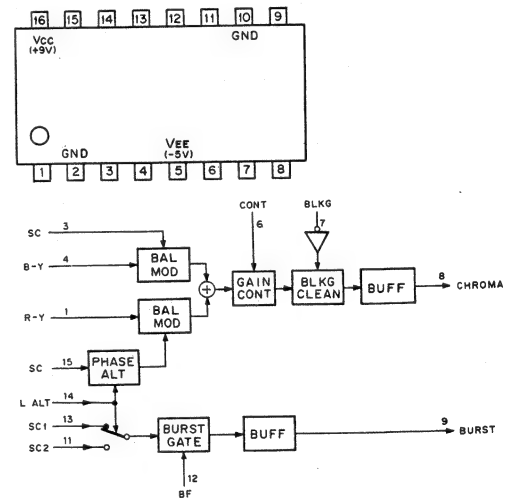 16 15 14 13 12 11 10 9
VCC GND
(+9V)
GND VEE
(-5V)
1 2 3 4 5 6 7 8
CONT BLKG
6 7
SC 3
B-Y 4
BAL
MOD
GAIN
CONT
BLKG
CLEAN
BUFF
8 CHROMA
R-Y 1
BAL
MOD
SC 15
PHASE
ALT
L ALT 14
SC1 13
SC2 11
BURST
GATE
BUFF
9 BURST
12
BF